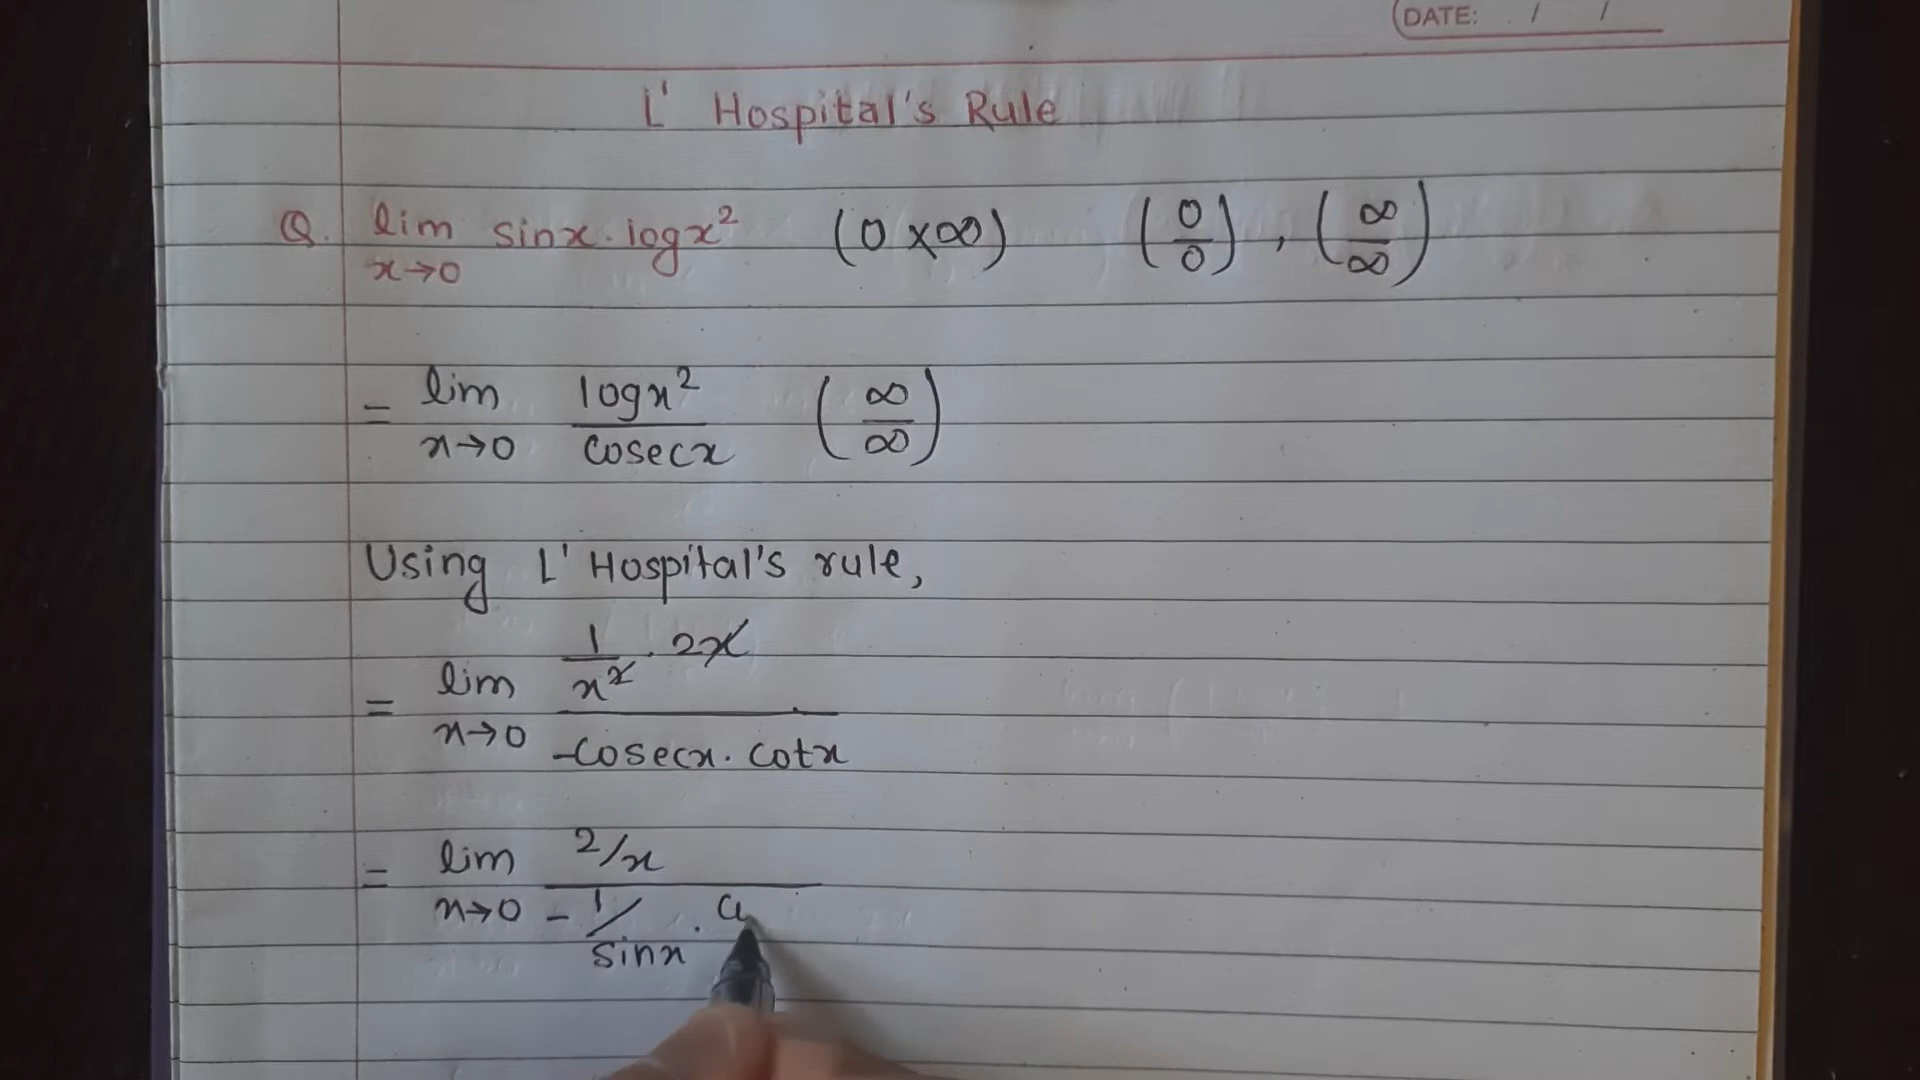 DATE: / /
L' Hospital's Rule
Q. lim x→0 sinx · logx² (0 × ∞) (0/0), (∞/∞)
= lim x→0 logx² / cosecx (∞/∞)
Using L' Hospital's rule,
= lim x→0 1/x² · 2x / -cosecx · cotx
= lim x→0 2/x / - 1/sinx ·